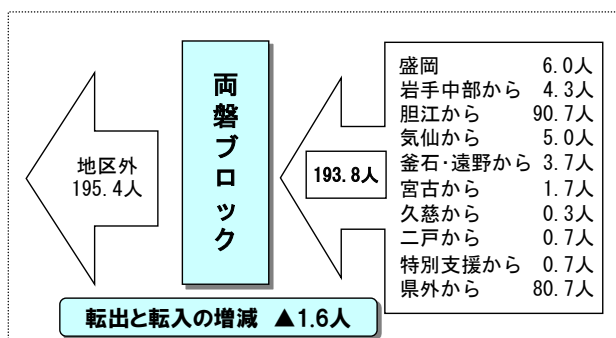 地区外
195.4人
両磐ブロック
193.8人
盛岡 6.0人
岩手中部から 4.3人
胆江から 90.7人
気仙から 5.0人
釜石・遠野から 3.7人
宮古から 1.7人
久慈から 0.3人
二戸から 0.7人
特別支援から 0.7人
県外から 80.7人
転出と転入の増減 ▲1.6人